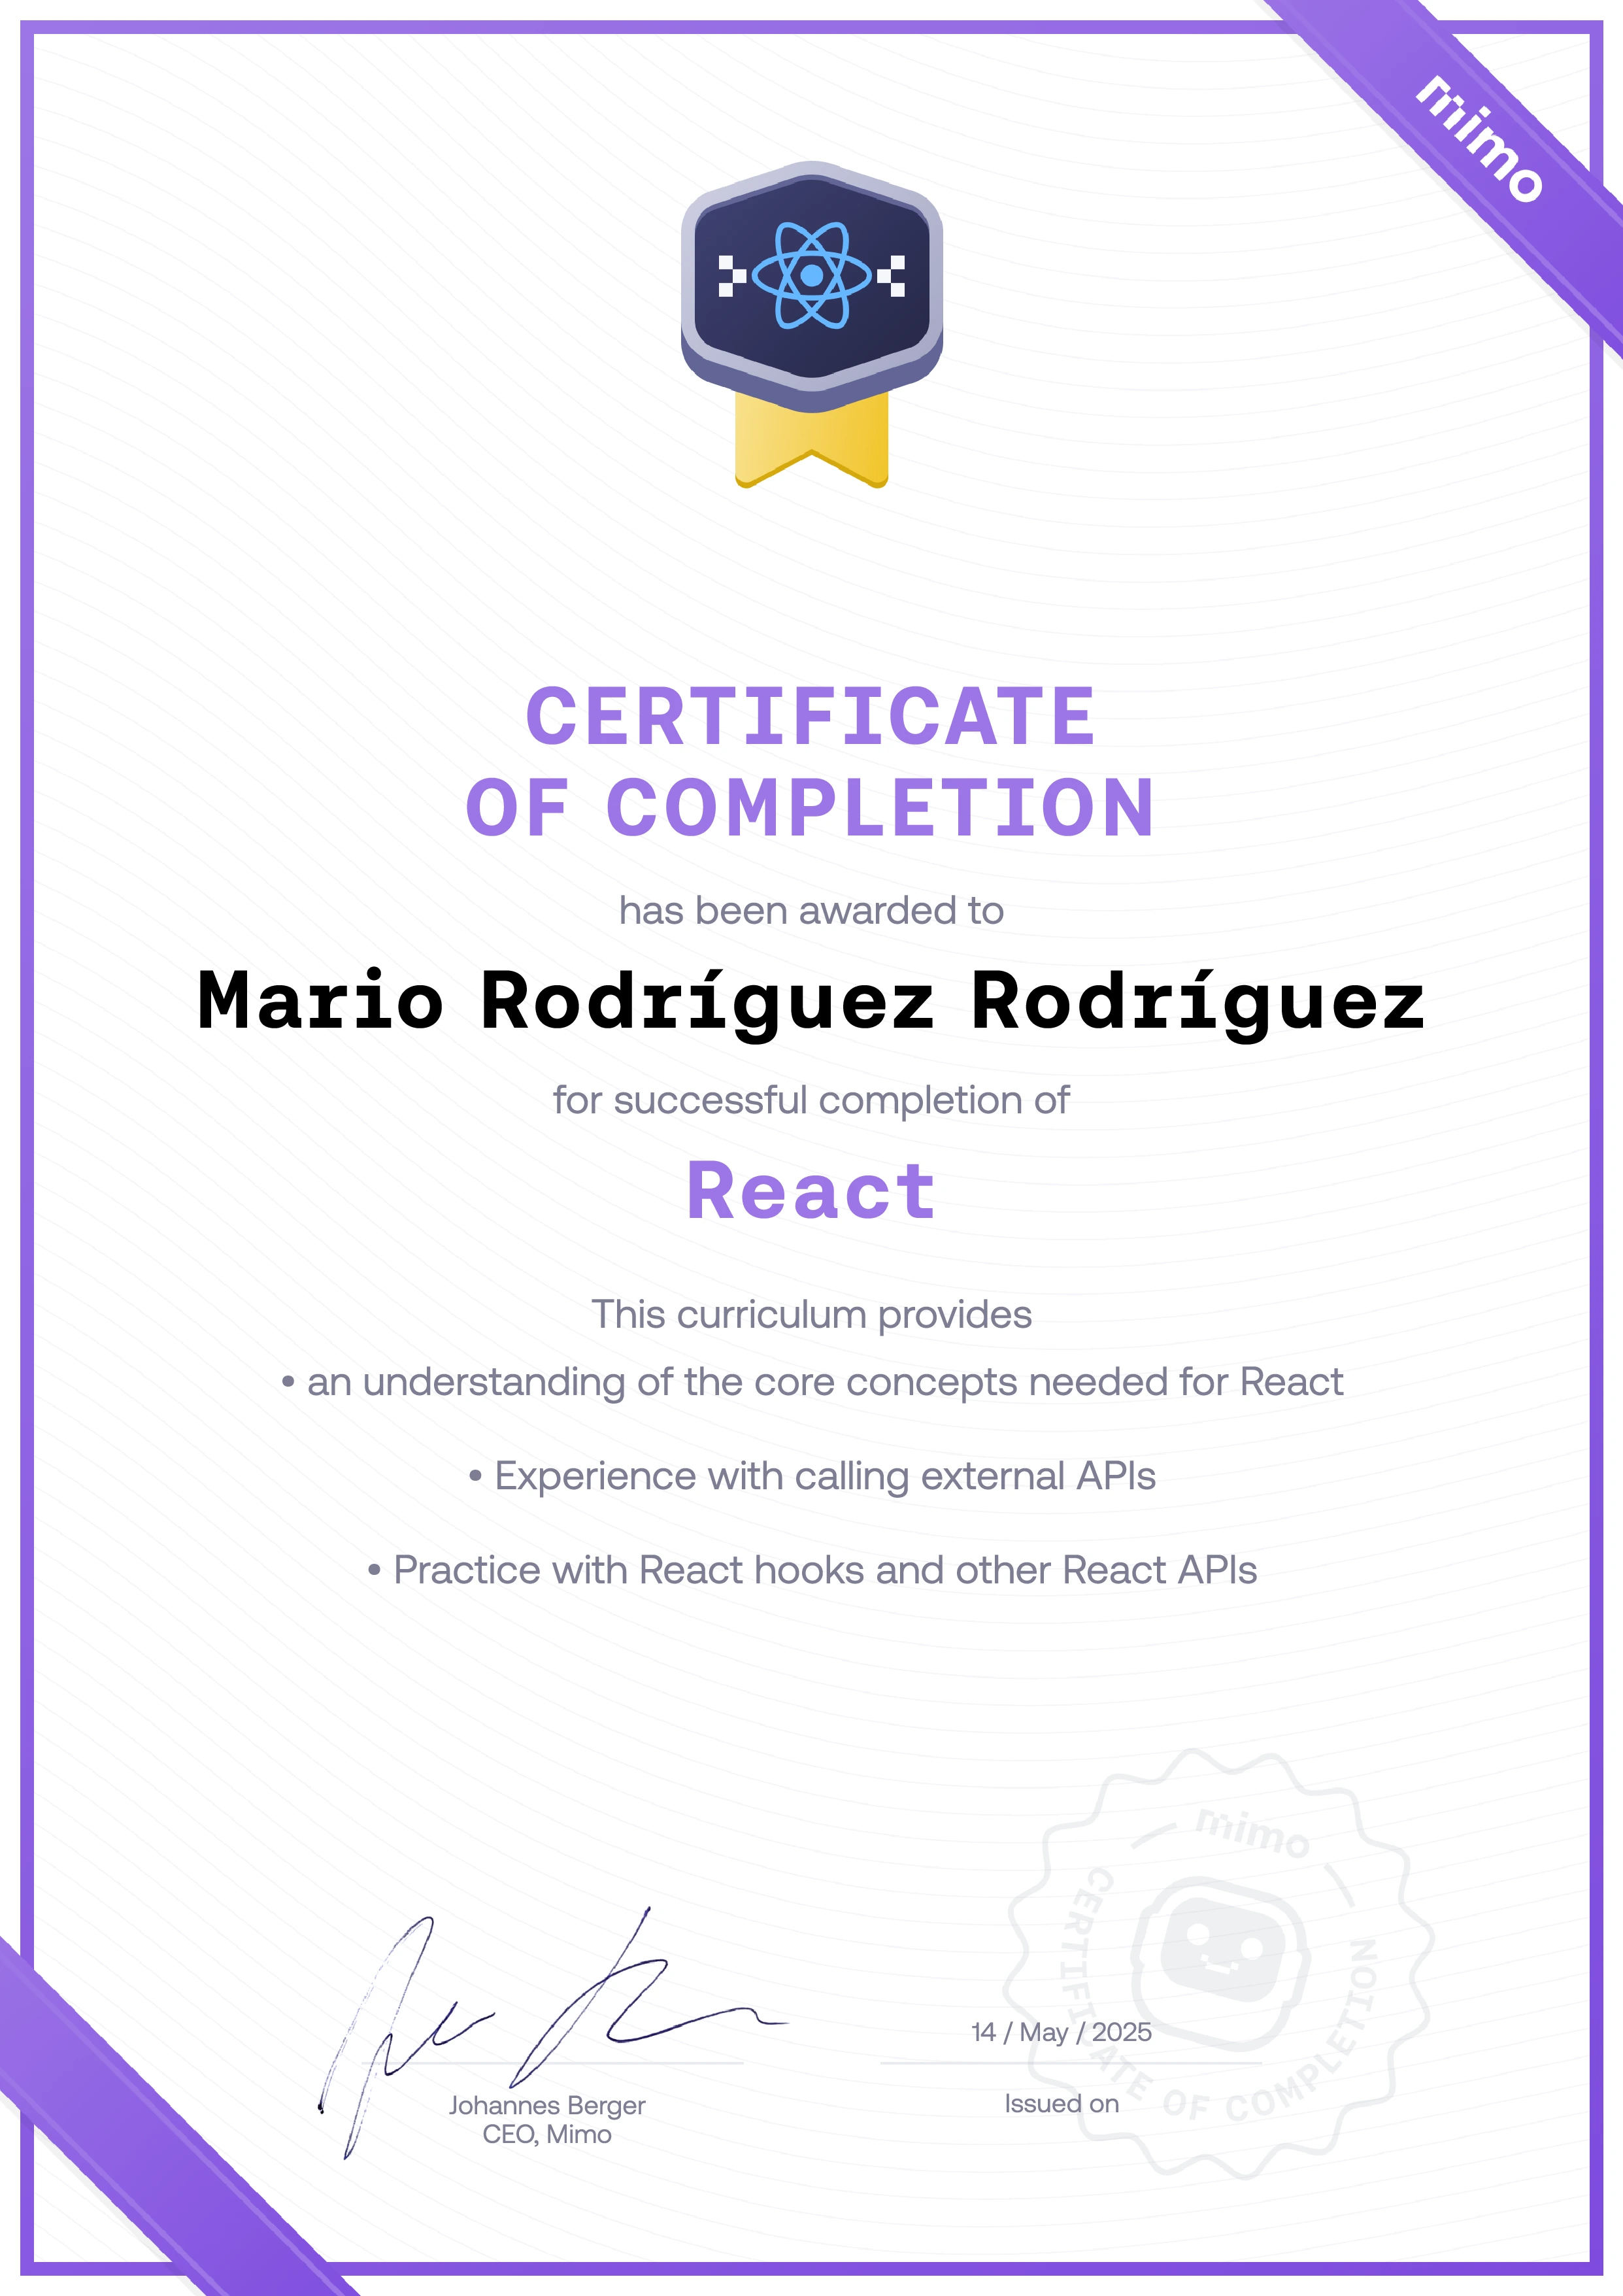 mimo
CERTIFICATE
OF COMPLETION
has been awarded to
Mario Rodríguez Rodríguez
for successful completion of
React
This curriculum provides
• an understanding of the core concepts needed for React
• Experience with calling external APIs
• Practice with React hooks and other React APIs
mimo
CERTIFICATE OF COMPLETION
14 / May / 2025
Issued on
Johannes Berger
CEO, Mimo